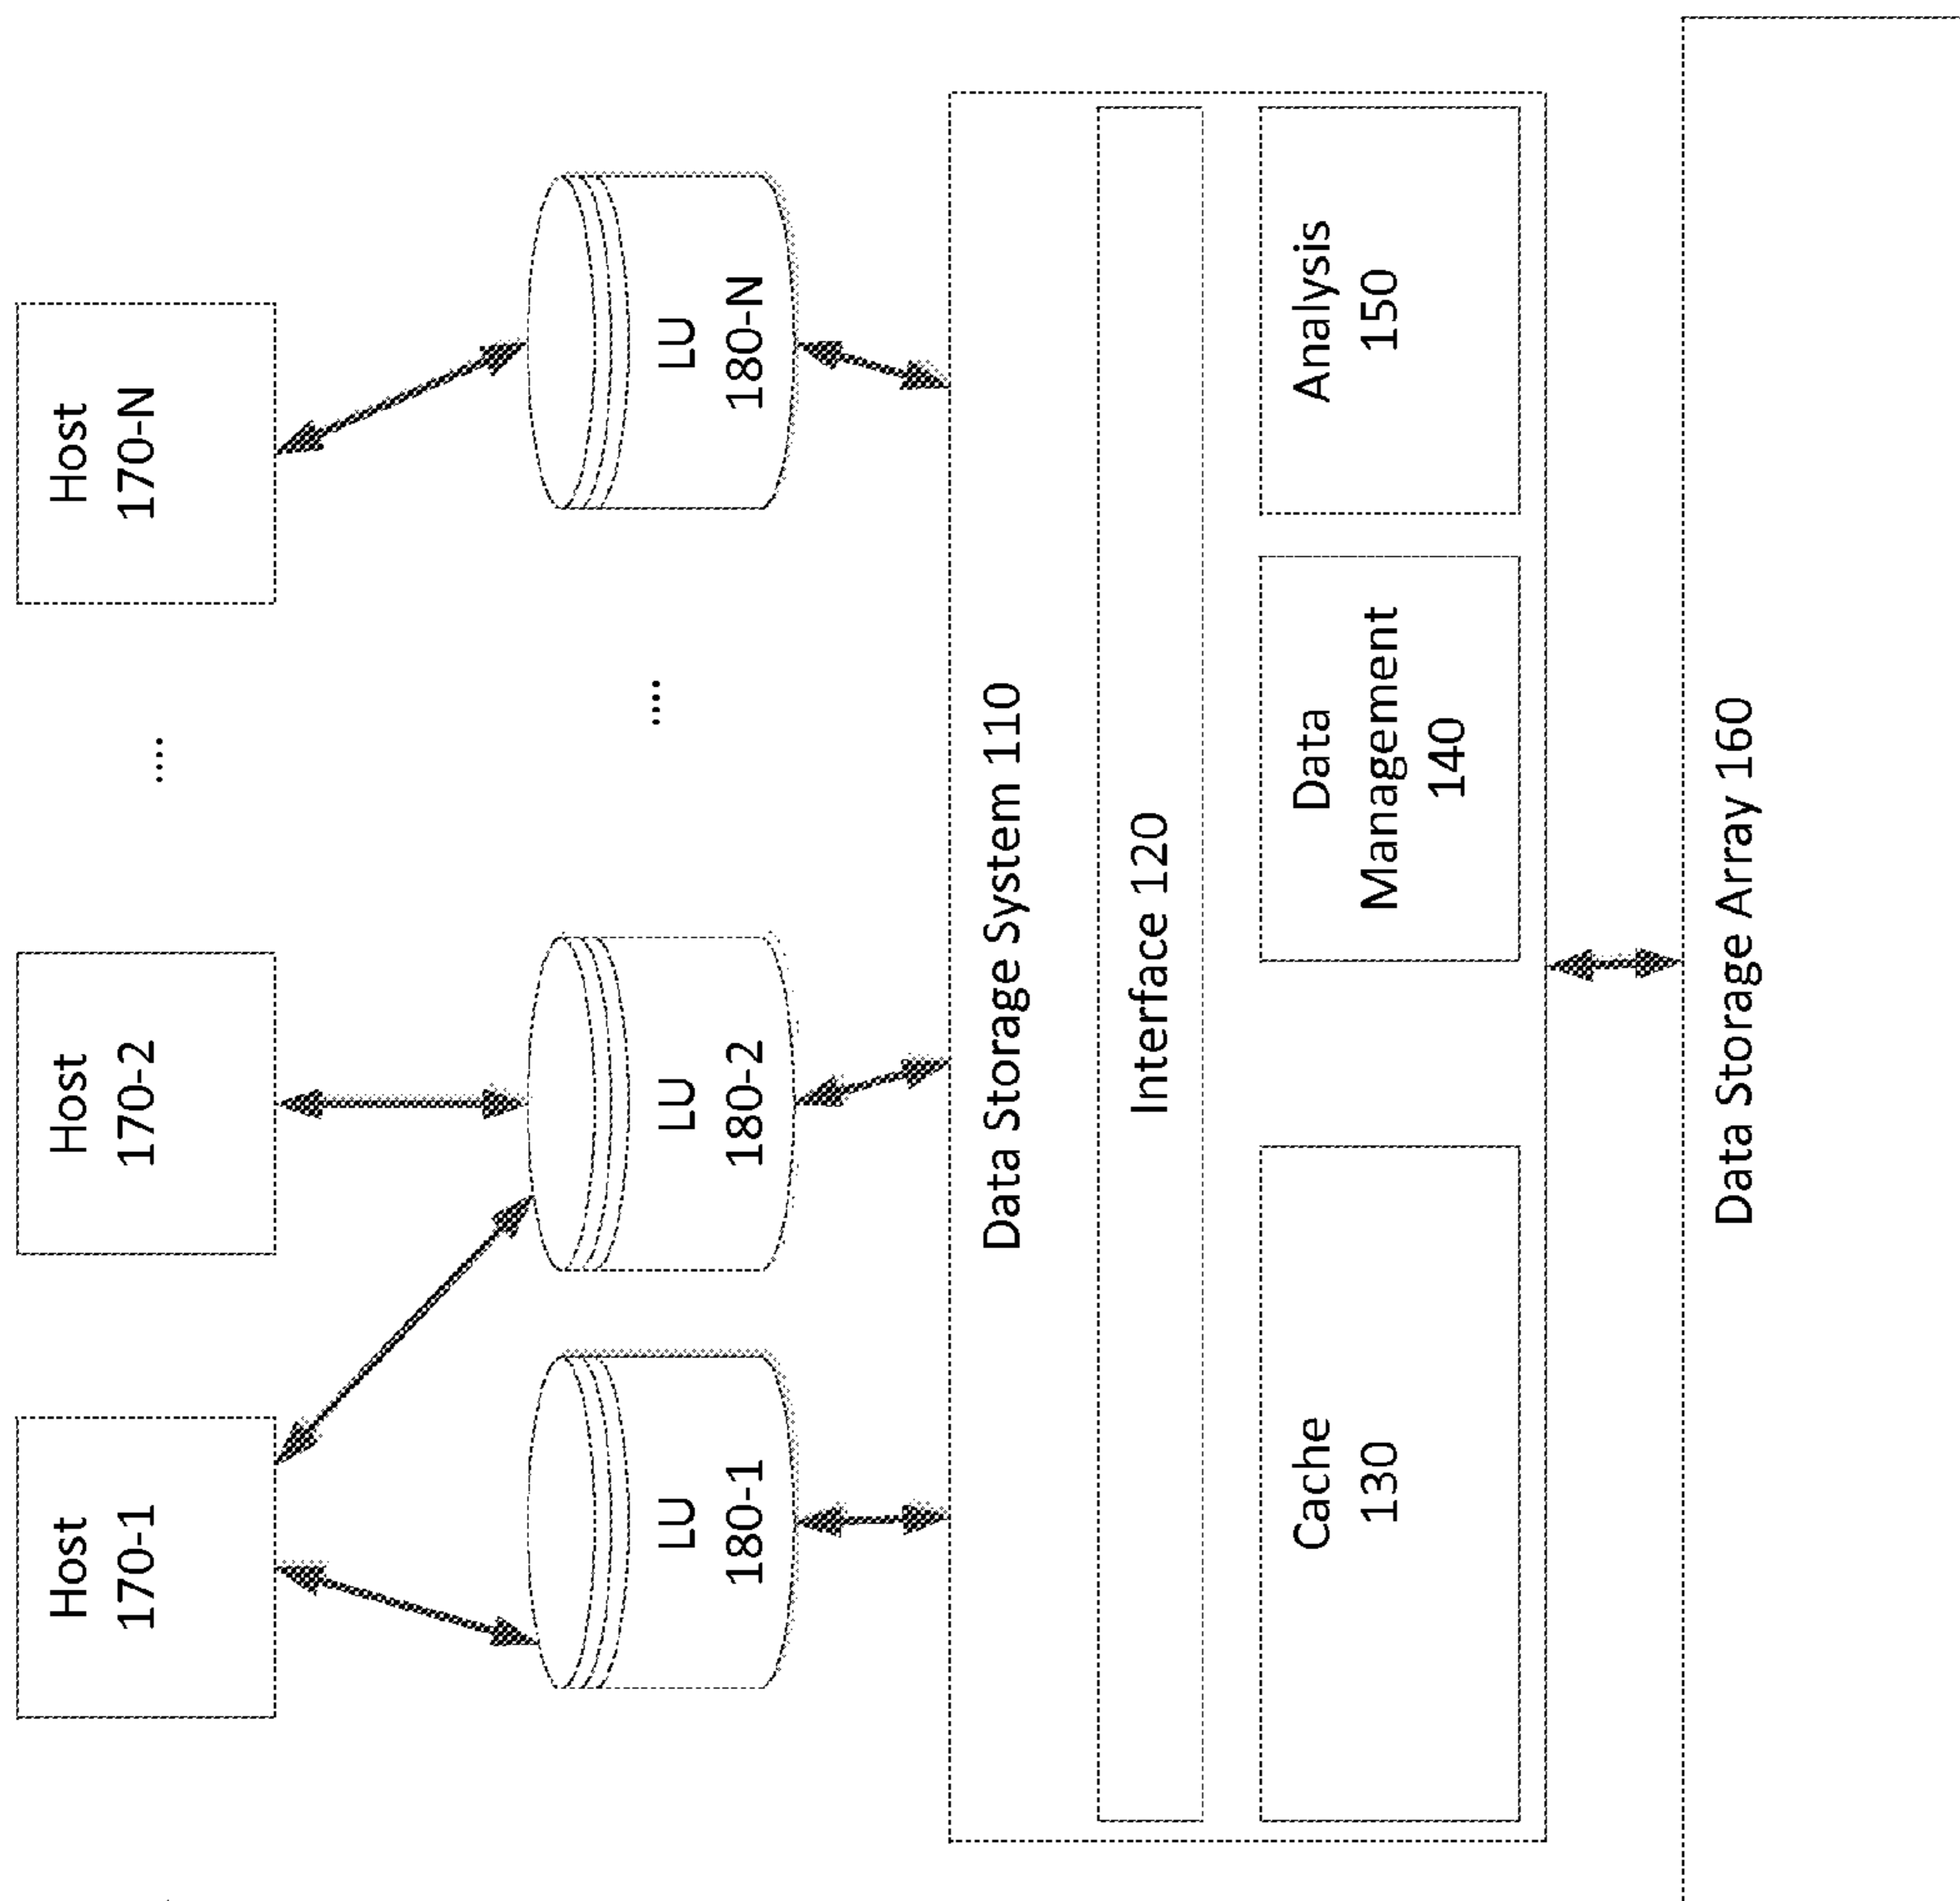 Host
170-1
Host
170-2
....
Host
170-N
LU
180-1
LU
180-2
....
LU
180-N
Data Storage System 110
Interface 120
Cache
130
Data
Management
140
Analysis
150
Data Storage Array 160